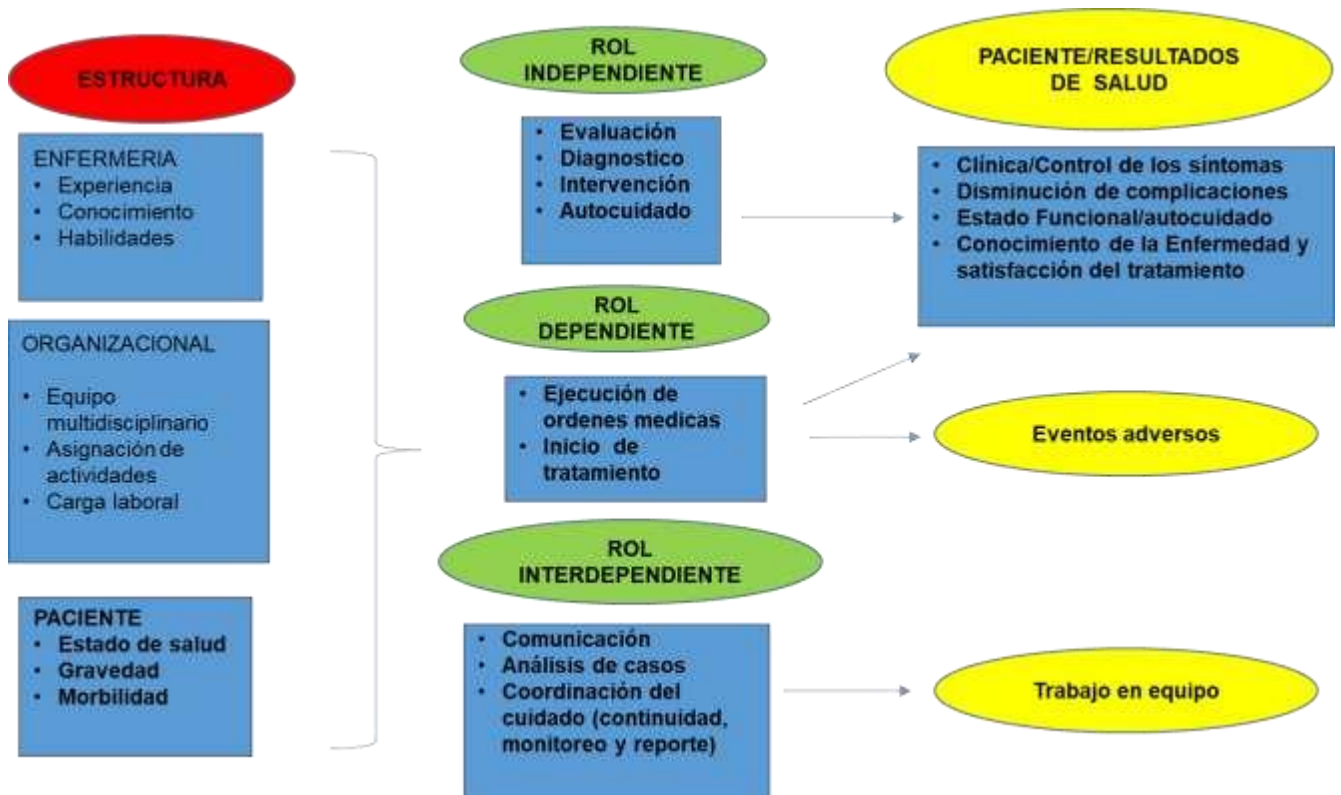 ESTRUCTURA
ENFERMERIA
• Experiencia
• Conocimiento
• Habilidades
ORGANIZACIONAL
• Equipo
multidisciplinario
• Asignación de
actividades
• Carga laboral
PACIENTE
• Estado de salud
• Gravedad
• Morbilidad
ROL
INDEPENDIENTE
• Evaluación
• Diagnostico
• Intervención
• Autocuidado
ROL
DEPENDIENTE
• Ejecución de
ordenes medicas
• Inicio de
tratamiento
ROL
INTERDEPENDIENTE
• Comunicación
• Análisis de casos
• Coordinación del
cuidado (continuidad,
monitoreo y reporte)
PACIENTE/RESULTADOS
DE SALUD
• Clínica/Control de los síntomas
• Disminución de complicaciones
• Estado Funcional/autocuidado
• Conocimiento de la Enfermedad y
satisfacción del tratamiento
Eventos adversos
Trabajo en equipo